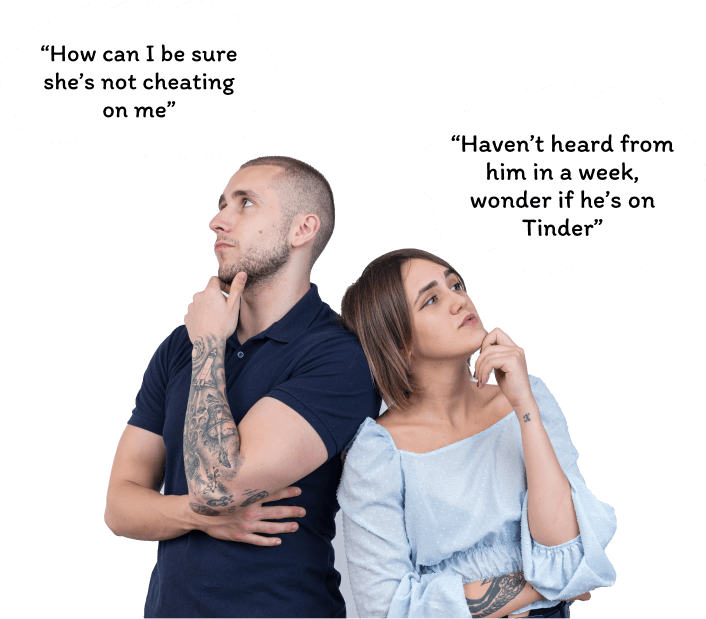 “How can I be sure
she’s not cheating
on me”
“Haven’t heard from
him in a week,
wonder if he’s on
Tinder”